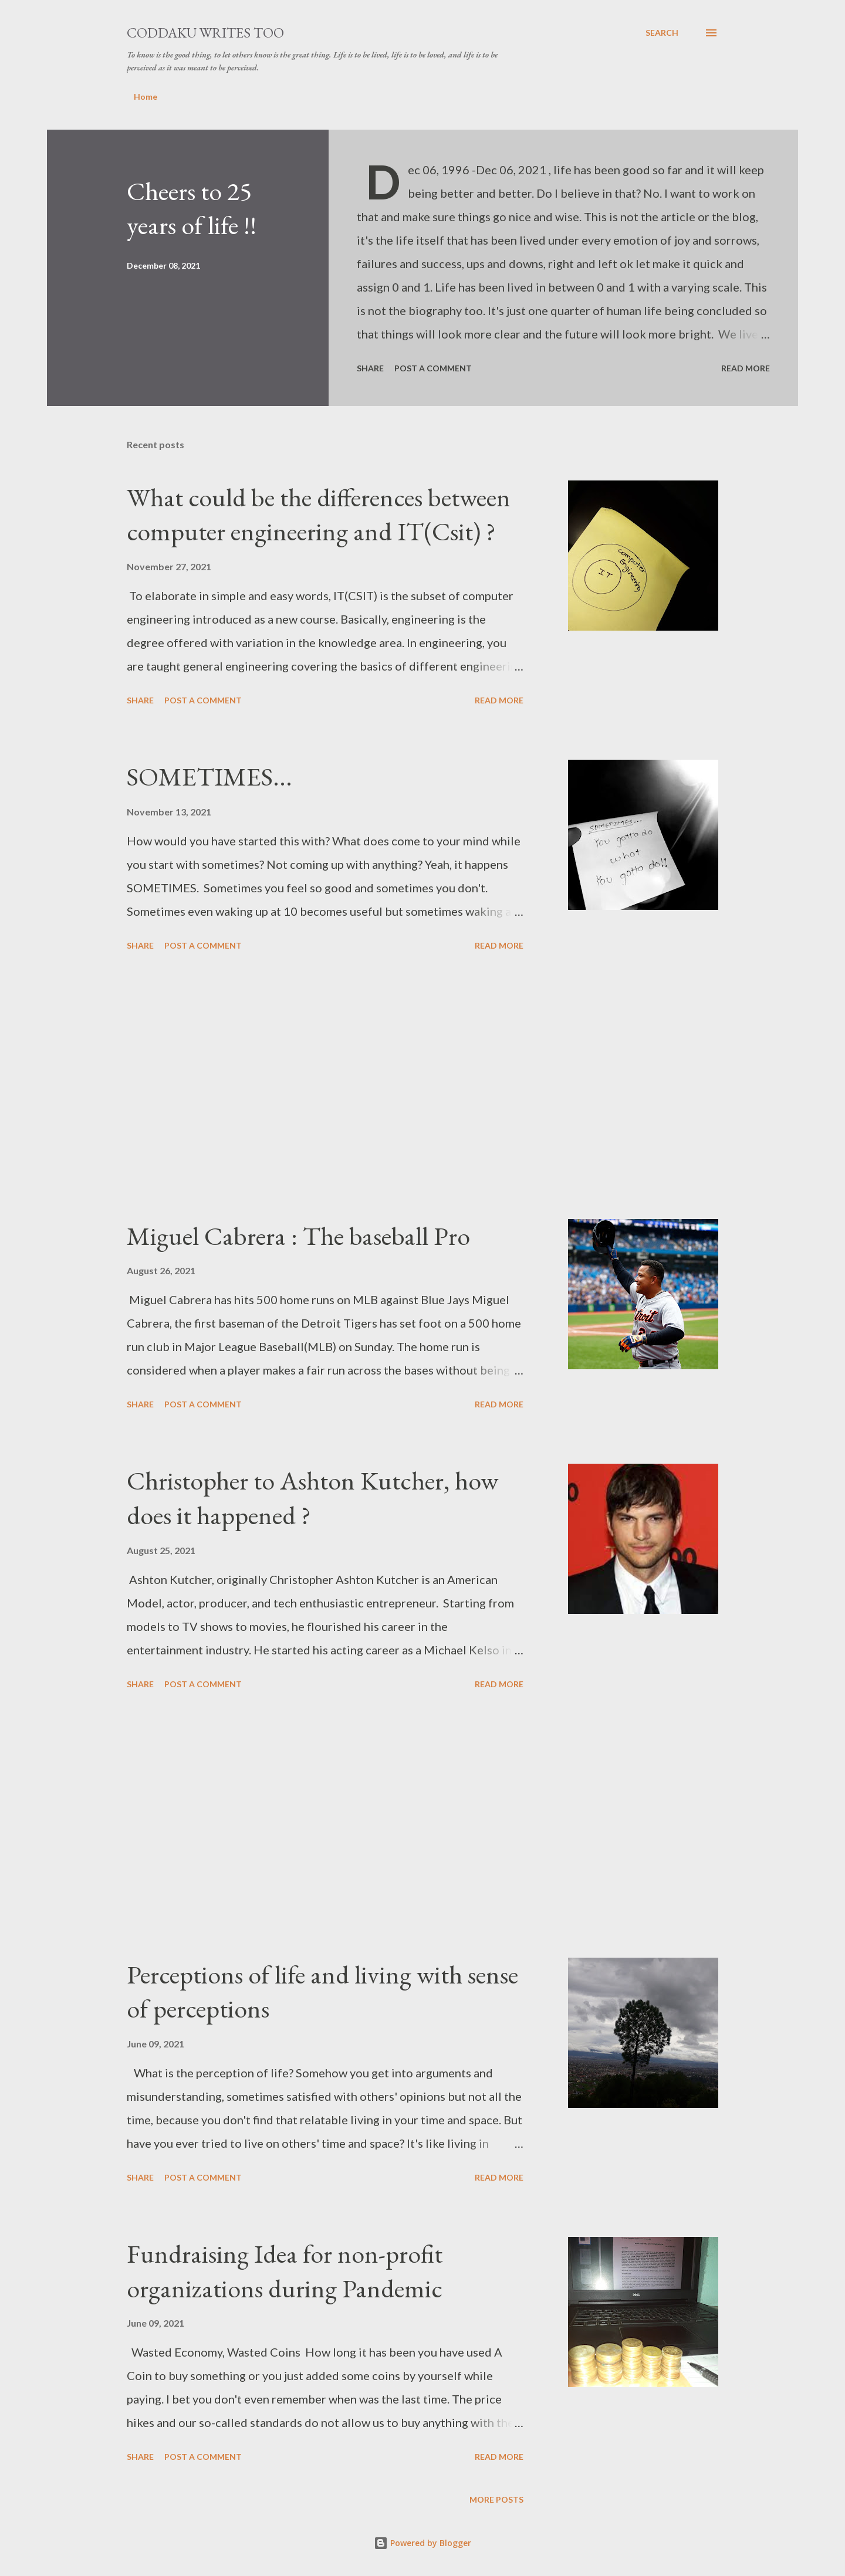 CODDAKU WRITES TOO
SEARCH
To know is the good thing, to let others know is the great thing. Life is to be lived, life is to be loved, and life is to be
perceived as it was meant to be perceived.
Home
Cheers to 25
years of life !!
December 08, 2021
Dec 06, 1996 -Dec 06, 2021 , life has been good so far and it will keep
being better and better. Do I believe in that? No. I want to work on
that and make sure things go nice and wise. This is not the article or the blog,
it's the life itself that has been lived under every emotion of joy and sorrows,
failures and success, ups and downs, right and left ok let make it quick and
assign 0 and 1. Life has been lived in between 0 and 1 with a varying scale. This
is not the biography too. It's just one quarter of human life being concluded so
that things will look more clear and the future will look more bright.  We live ...
SHARE POST A COMMENT READ MORE
Recent posts
What could be the differences between
computer engineering and IT(Csit) ?
November 27, 2021
To elaborate in simple and easy words, IT(CSIT) is the subset of computer
engineering introduced as a new course. Basically, engineering is the
degree offered with variation in the knowledge area. In engineering, you
are taught general engineering covering the basics of different engineeri ...
IT
computer
engineering
SHARE POST A COMMENT READ MORE
SOMETIMES...
November 13, 2021
How would you have started this with? What does come to your mind while
you start with sometimes? Not coming up with anything? Yeah, it happens
SOMETIMES.  Sometimes you feel so good and sometimes you don't.
Sometimes even waking up at 10 becomes useful but sometimes waking a ...
SOMETIMES...
You gotta do
what
You gotta do!!
SHARE POST A COMMENT READ MORE
Miguel Cabrera : The baseball Pro
August 26, 2021
Miguel Cabrera has hits 500 home runs on MLB against Blue Jays Miguel
Cabrera, the first baseman of the Detroit Tigers has set foot on a 500 home
run club in Major League Baseball(MLB) on Sunday. The home run is
considered when a player makes a fair run across the bases without being ...
SHARE POST A COMMENT READ MORE
Christopher to Ashton Kutcher, how
does it happened ?
August 25, 2021
Ashton Kutcher, originally Christopher Ashton Kutcher is an American
Model, actor, producer, and tech enthusiastic entrepreneur.  Starting from
models to TV shows to movies, he flourished his career in the
entertainment industry. He started his acting career as a Michael Kelso in ...
SHARE POST A COMMENT READ MORE
Perceptions of life and living with sense
of perceptions
June 09, 2021
What is the perception of life? Somehow you get into arguments and
misunderstanding, sometimes satisfied with others' opinions but not all the
time, because you don't find that relatable living in your time and space. But
have you ever tried to live on others' time and space? It's like living in ...
SHARE POST A COMMENT READ MORE
Fundraising Idea for non-profit
organizations during Pandemic
June 09, 2021
Wasted Economy, Wasted Coins  How long it has been you have used A
Coin to buy something or you just added some coins by yourself while
paying. I bet you don't even remember when was the last time. The price
hikes and our so-called standards do not allow us to buy anything with the ...
SHARE POST A COMMENT READ MORE
MORE POSTS
Powered by Blogger